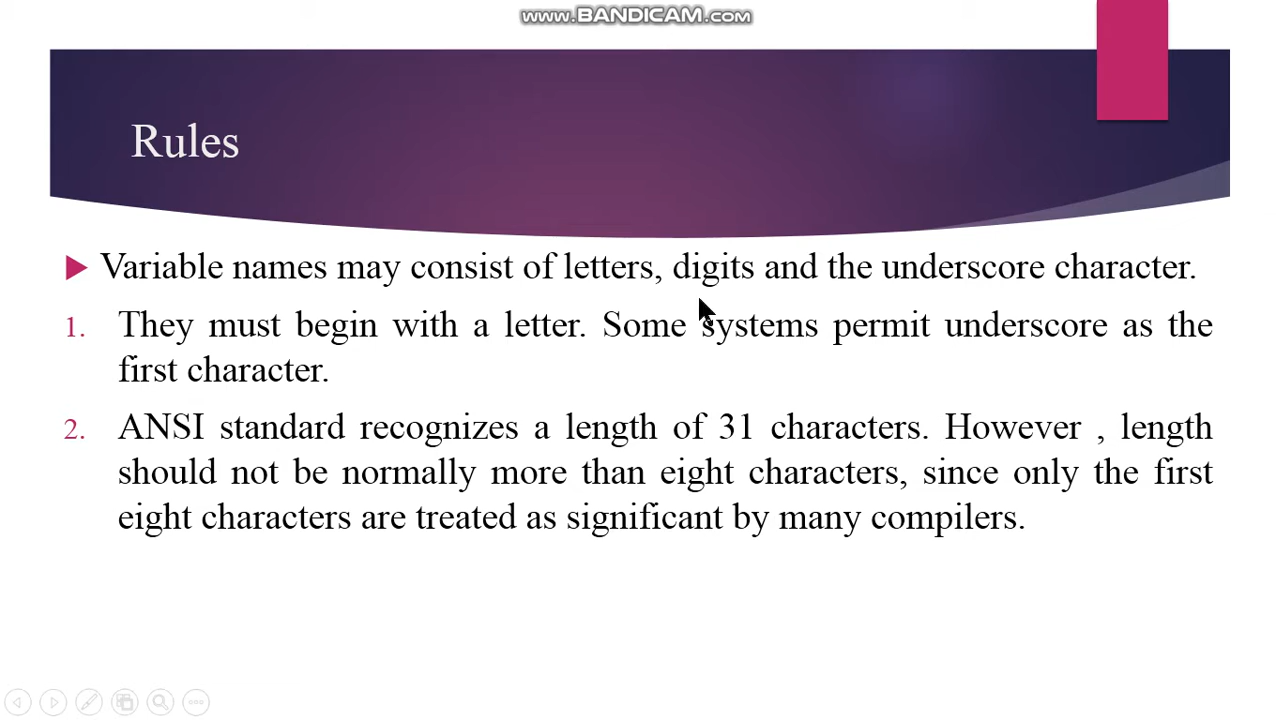 www.BANDICAM.com
Rules
Variable names may consist of letters, digits and the underscore character.
1. They must begin with a letter. Some systems permit underscore as the
first character.
2. ANSI standard recognizes a length of 31 characters. However , length
should not be normally more than eight characters, since only the first
eight characters are treated as significant by many compilers.